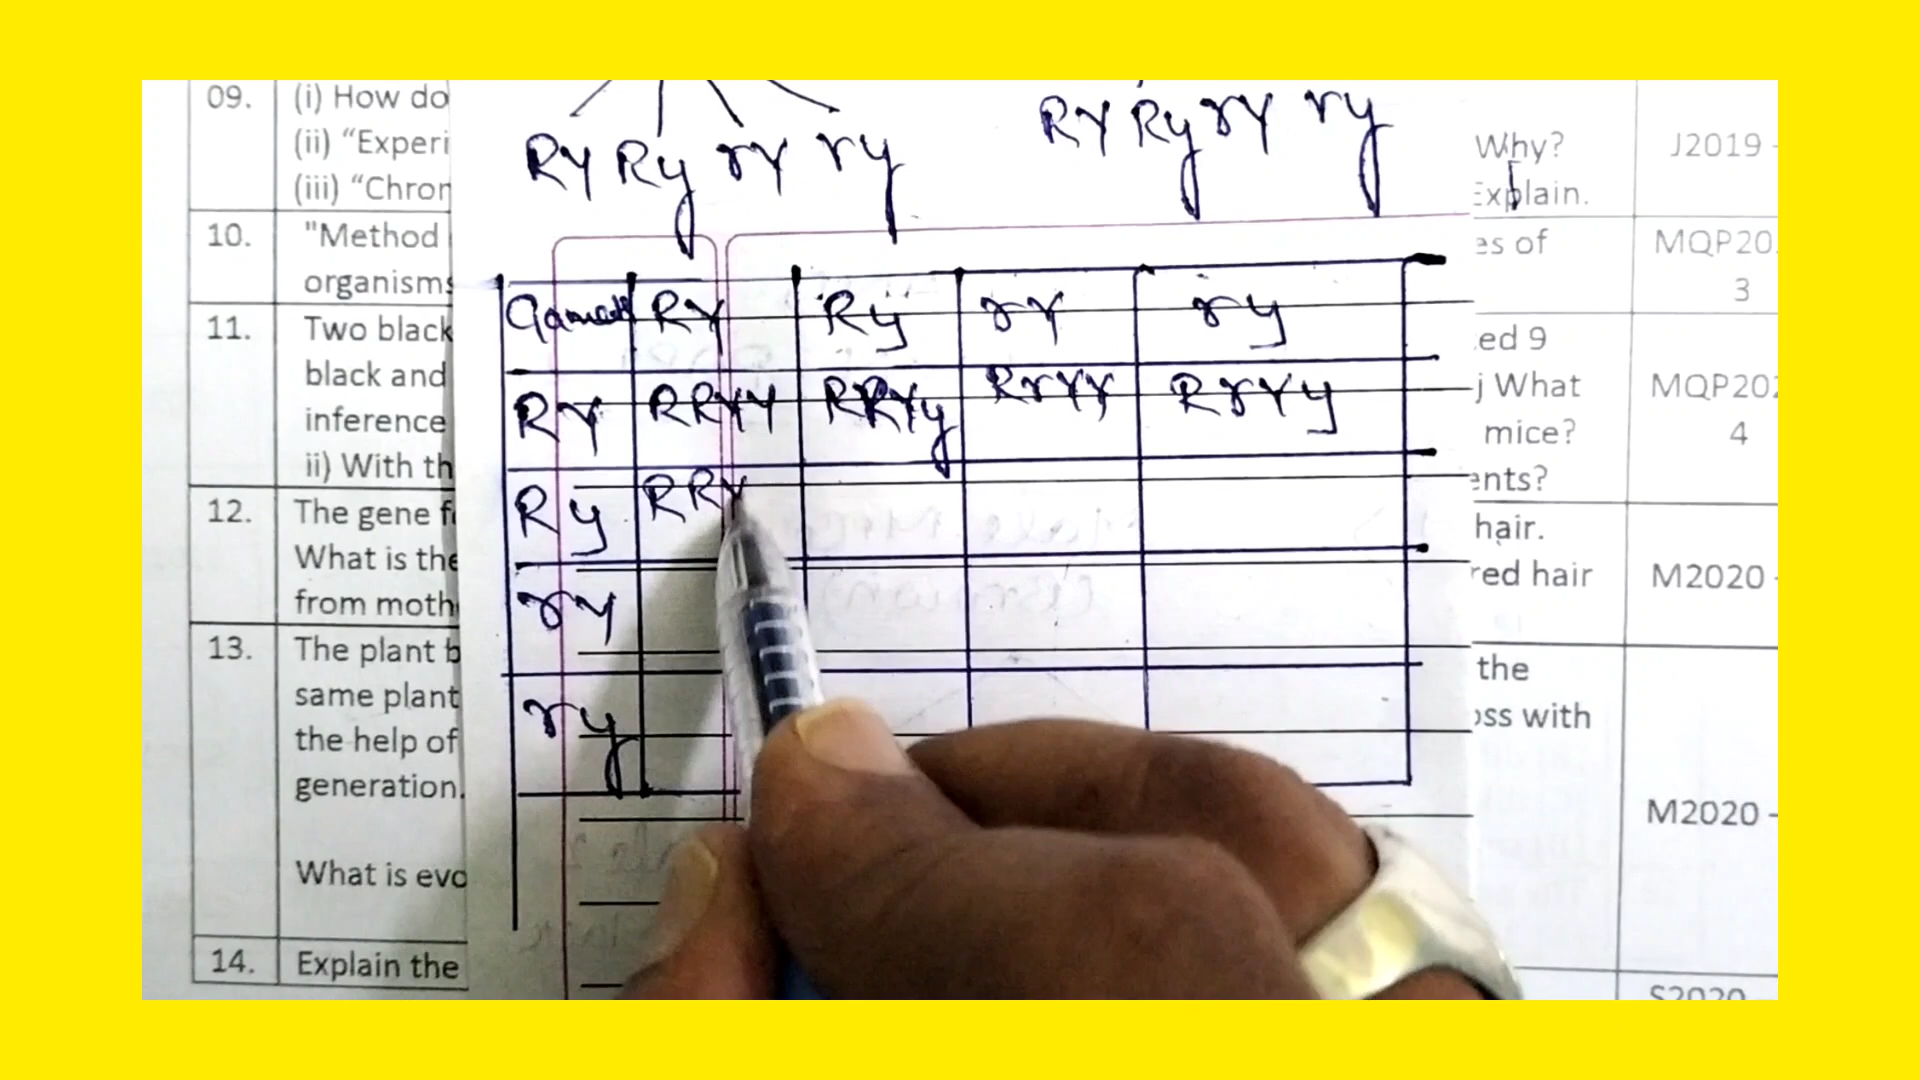 09. (i) How do
(ii) “Experi
(iii) “Chron
10. "Method
organisms
11. Two black
black and
inference
ii) With th
12. The gene f
What is the
from moth
13. The plant b
same plant
the help of
generation.
What is evo
14. Explain the
RY Ry rY ry
RY Ry rY ry
RY Ry rY ry
RY RRYY RRYy RrYY RrYy
Ry RRY
rY
ry
Why? J2019 -
Explain.
es of MQP20
3
ed 9
j What MQP202
mice? 4
ents?
hair.
red hair M2020 -
the
oss with
M2020 -
S2020